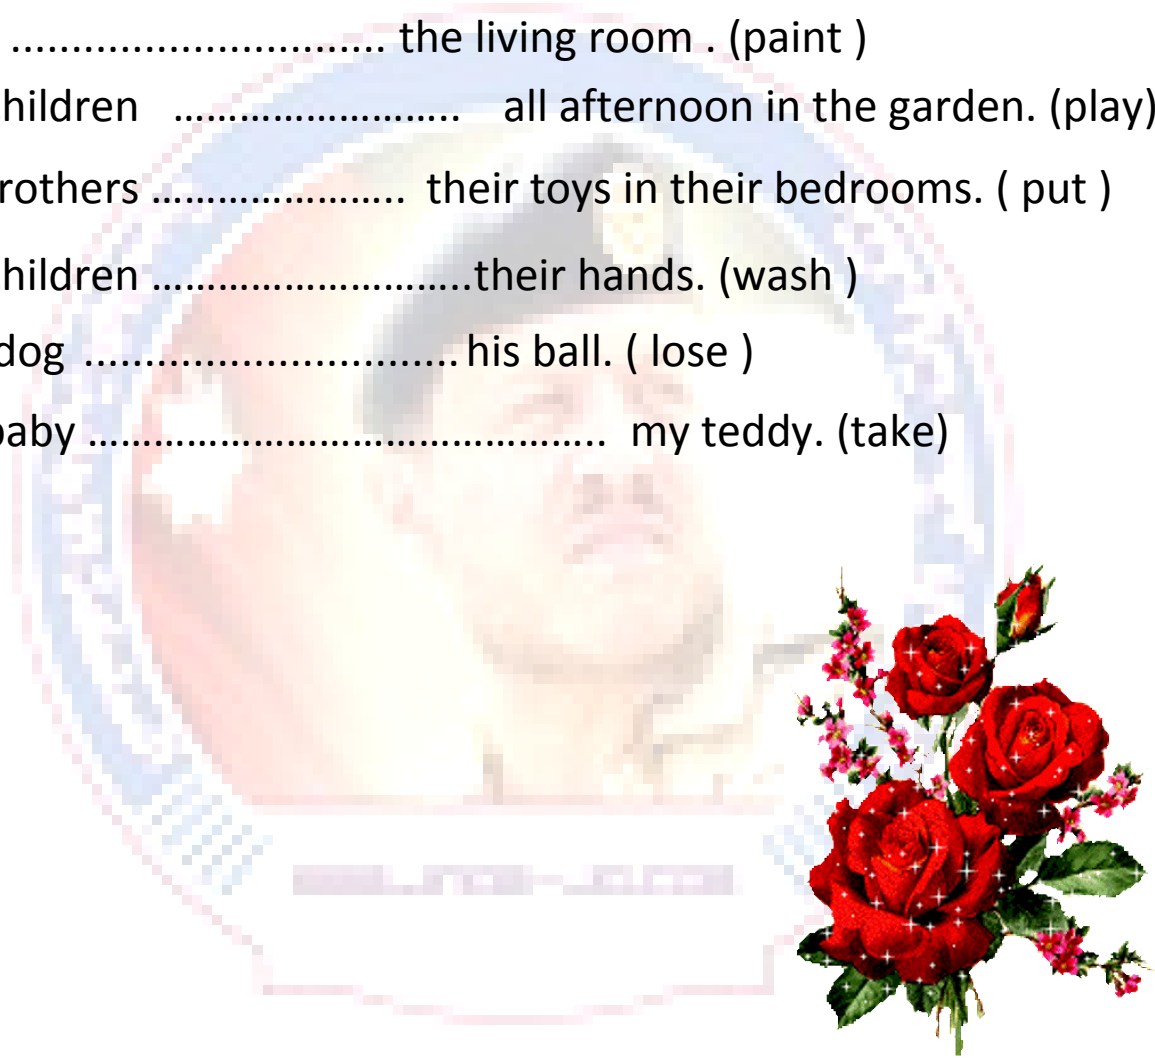 ............................... the living room . (paint )
hildren ........................... all afternoon in the garden. (play)
rothers ........................ their toys in their bedrooms. ( put )
hildren ..............................their hands. (wash )
dog ............................... his ball. ( lose )
baby ................................................ my teddy. (take)